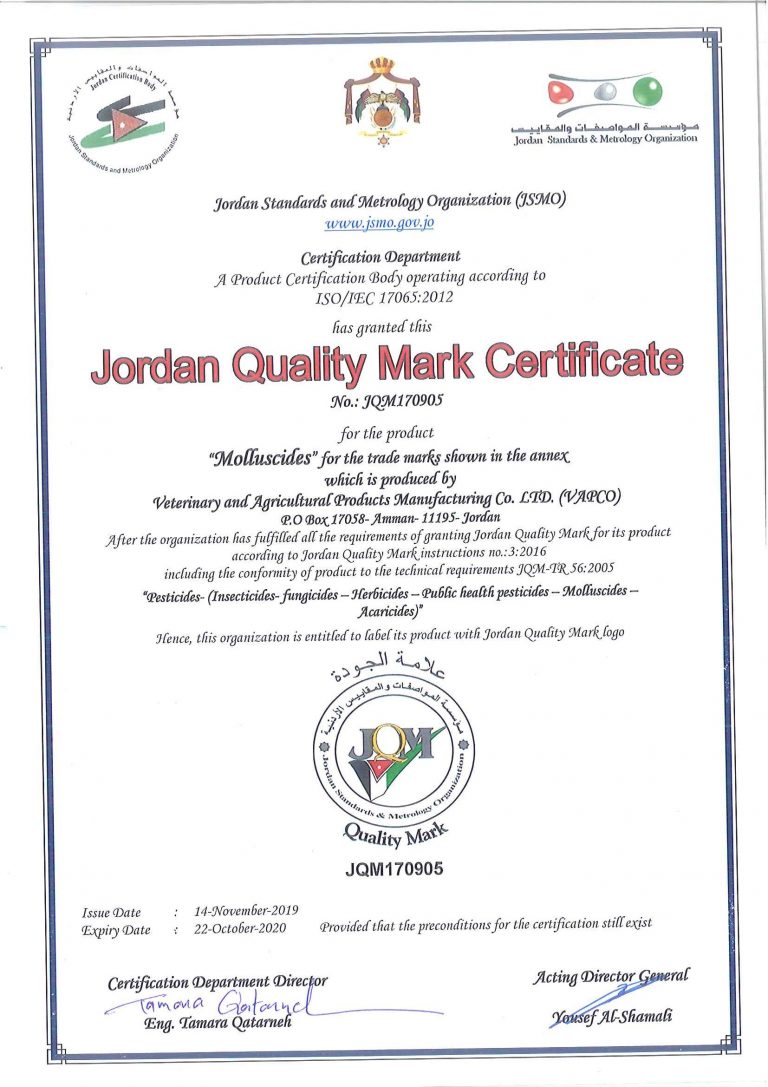 مؤسسة المواصفات والمقاييس الأردنية
Jordan Certification Body
Jordan Standards and Metrology Organization
مؤسسة المواصفات والمقاييس
Jordan Standards & Metrology Organization
Jordan Standards and Metrology Organization (JSMO)
www.jsmo.gov.jo
Certification Department
A Product Certification Body operating according to
ISO/IEC 17065:2012
has granted this
Jordan Quality Mark Certificate
No.: JQM170905
for the product
“Molluscides” for the trade marks shown in the annex
which is produced by
Veterinary and Agricultural Products Manufacturing Co. LTD. (VAPCO)
P.O Box 17058- Amman- 11195- Jordan
After the organization has fulfilled all the requirements of granting Jordan Quality Mark for its product
according to Jordan Quality Mark instructions no.:3:2016
including the conformity of product to the technical requirements JQM-TR 56:2005
“Pesticides- (Insecticides- fungicides – Herbicides – Public health pesticides – Molluscides –
Acaricides)”
Hence, this organization is entitled to label its product with Jordan Quality Mark logo
علامة الجودة
مؤسسة المواصفات والمقاييس الأردنية
JQM
Jordan Standards & Metrology Organization
Quality Mark
JQM170905
Issue Date : 14-November-2019
Expiry Date : 22-October-2020 Provided that the preconditions for the certification still exist
Certification Department Director
Tamara Qatarneh
Eng. Tamara Qatarneh
Acting Director General
Yousef Al-Shamali